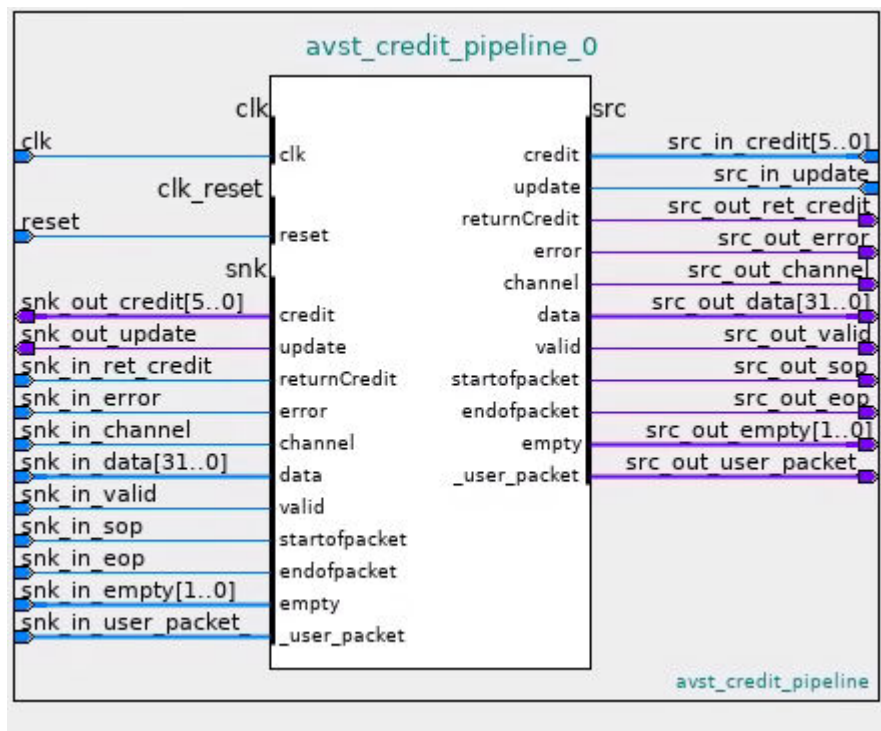 avst_credit_pipeline_0
clk
clk
clk
clk_reset
reset
reset
snk
snk_out_credit[5..0]
credit
snk_out_update
update
snk_in_ret_credit
returnCredit
snk_in_error
error
snk_in_channel
channel
snk_in_data[31..0]
data
snk_in_valid
valid
snk_in_sop
startofpacket
snk_in_eop
endofpacket
snk_in_empty[1..0]
empty
snk_in_user_packet_
_user_packet
src
credit
src_in_credit[5..0]
update
src_in_update
returnCredit
src_out_ret_credit
error
src_out_error
channel
src_out_channel
data
src_out_data[31..0]
valid
src_out_valid
startofpacket
src_out_sop
endofpacket
src_out_eop
empty
src_out_empty[1..0]
_user_packet
src_out_user_packet_
avst_credit_pipeline